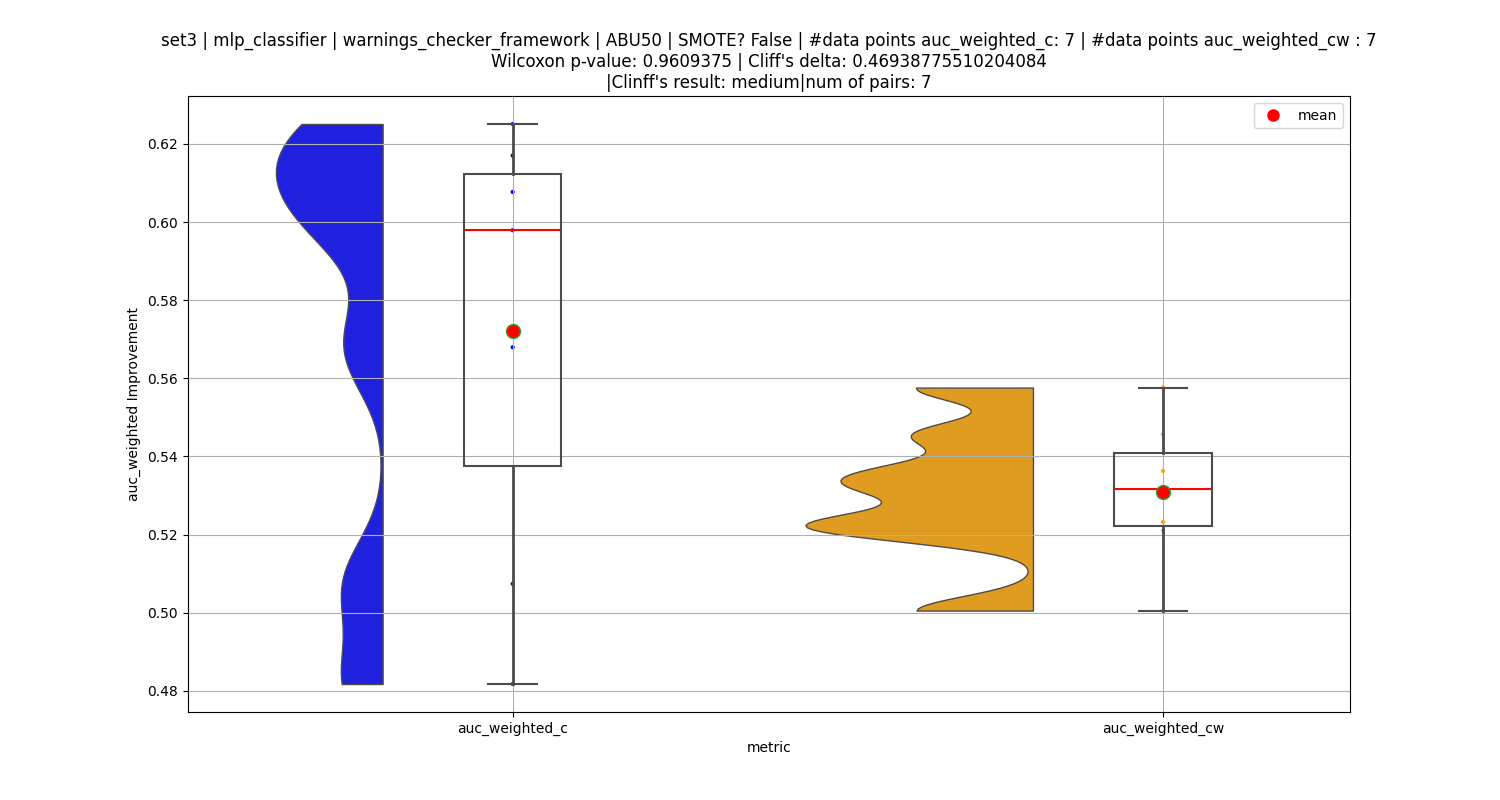 set3 | mlp_classifier | warnings_checker_framework | ABU50 | SMOTE? False | #data points auc_weighted_c: 7 | #data points auc_weighted_cw : 7
Wilcoxon p-value: 0.9609375 | Cliff's delta: 0.46938775510204084
|Clinff's result: medium|num of pairs: 7
mean
auc_weighted Improvement
0.62
0.60
0.58
0.56
0.54
0.52
0.50
0.48
auc_weighted_c
auc_weighted_cw
metric